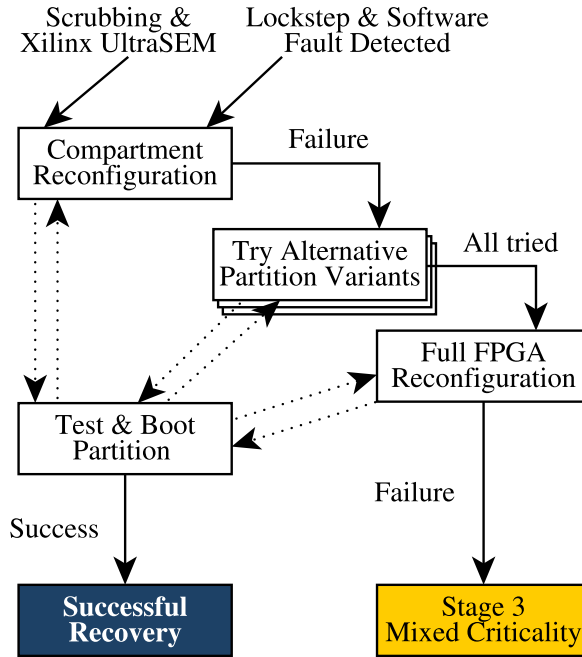 Scrubbing &
Xilinx UltraSEM
Lockstep & Software
Fault Detected
Compartment
Reconfiguration
Failure
Try Alternative
Partition Variants
All tried
Full FPGA
Reconfiguration
Test & Boot
Partition
Failure
Success
Successful
Recovery
Stage 3
Mixed Criticality